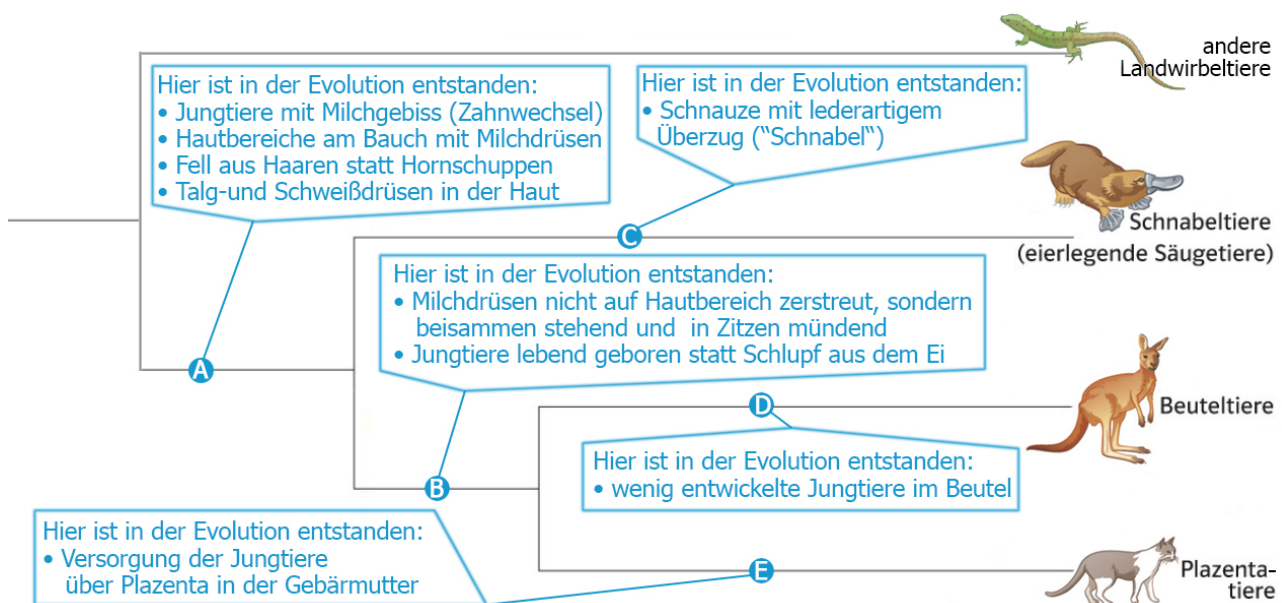 andere
Landwirbeltiere
Hier ist in der Evolution entstanden:
• Jungtiere mit Milchgebiss (Zahnwechsel)
• Hautbereiche am Bauch mit Milchdrüsen
• Fell aus Haaren statt Hornschuppen
• Talg-und Schweißdrüsen in der Haut
Hier ist in der Evolution entstanden:
• Schnauze mit lederartigem
Überzug ("Schnabel“)
C
Schnabeltiere
(eierlegende Säugetiere)
Hier ist in der Evolution entstanden:
• Milchdrüsen nicht auf Hautbereich zerstreut, sondern
beisammen stehend und in Zitzen mündend
• Jungtiere lebend geboren statt Schlupf aus dem Ei
A
D
Beuteltiere
Hier ist in der Evolution entstanden:
• wenig entwickelte Jungtiere im Beutel
B
Hier ist in der Evolution entstanden:
• Versorgung der Jungtiere
über Plazenta in der Gebärmutter
E
Plazenta-
tiere